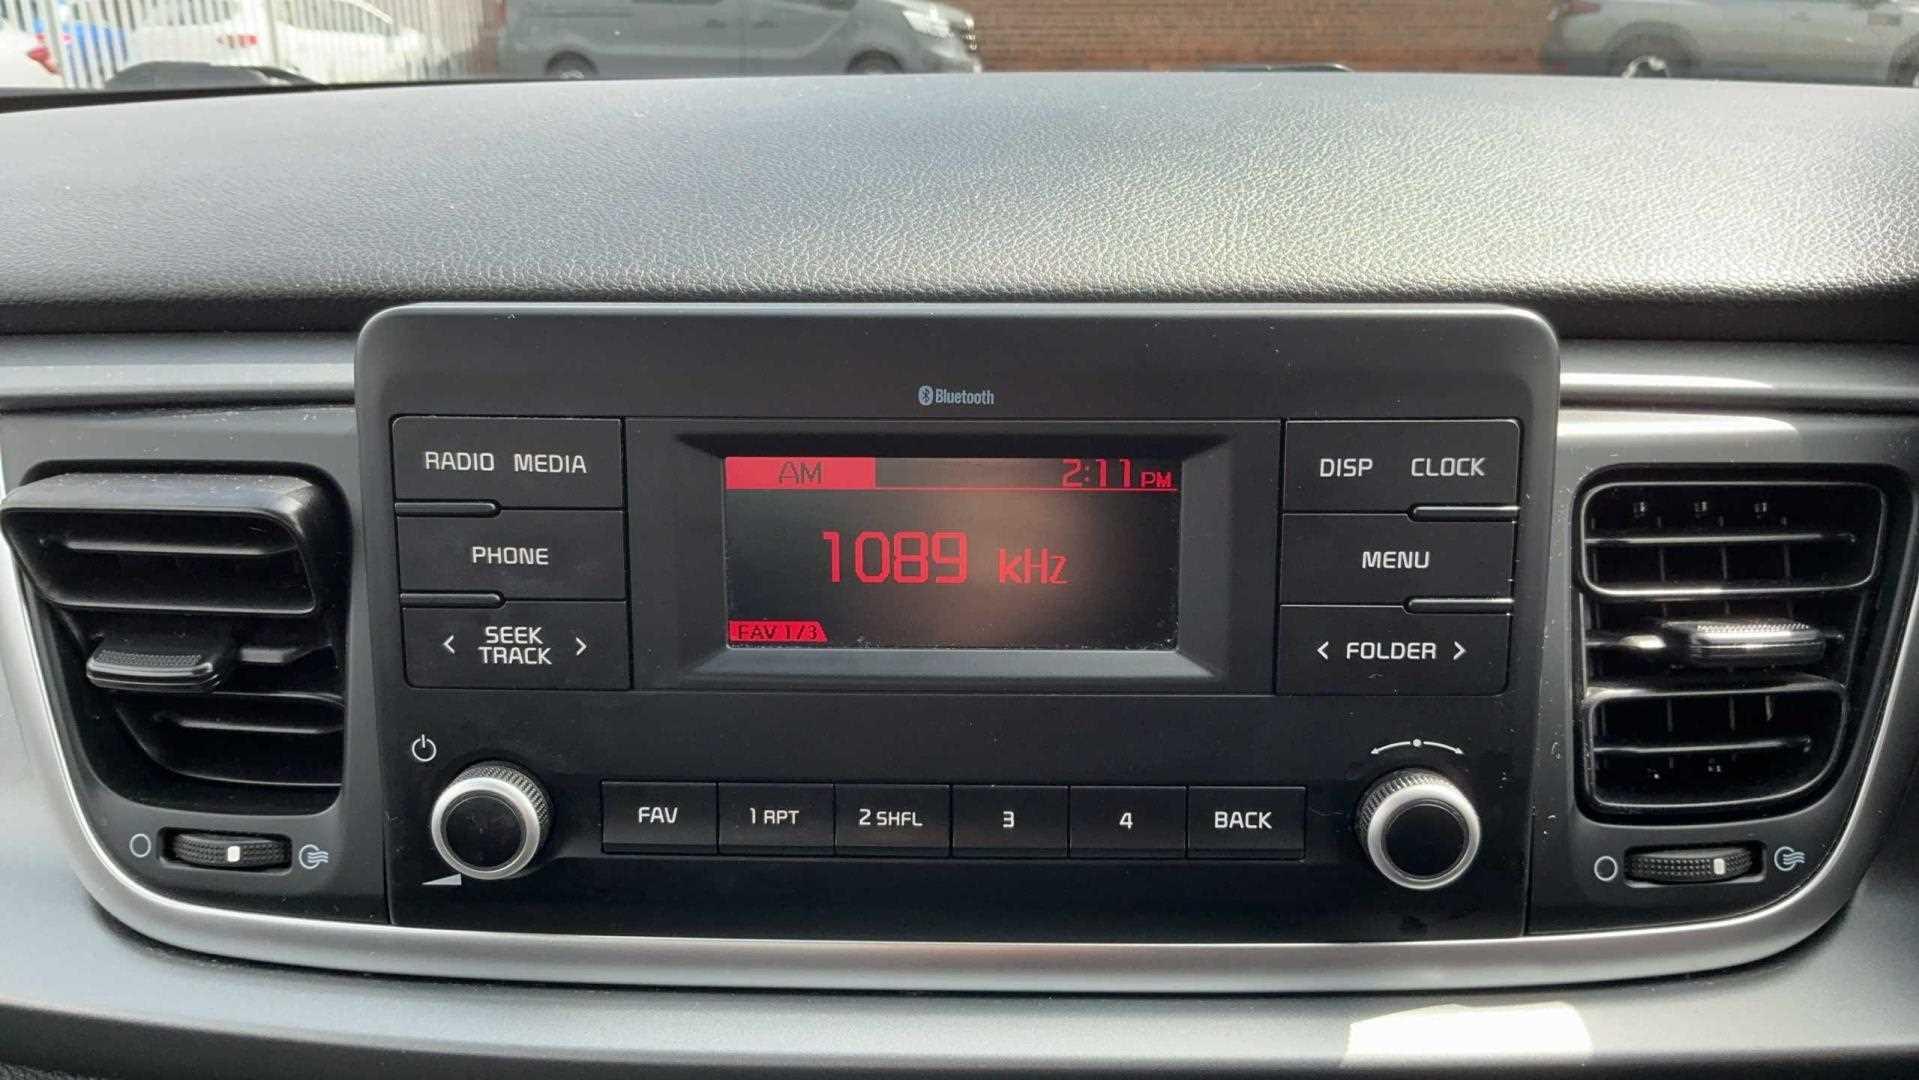 Bluetooth
RADIO MEDIA
PHONE
< SEEK >
TRACK
AM 2:11 PM
1089 kHz
FAV 1/3
DISP CLOCK
MENU
< FOLDER >
FAV 1 RPT 2 SHFL 3 4 BACK